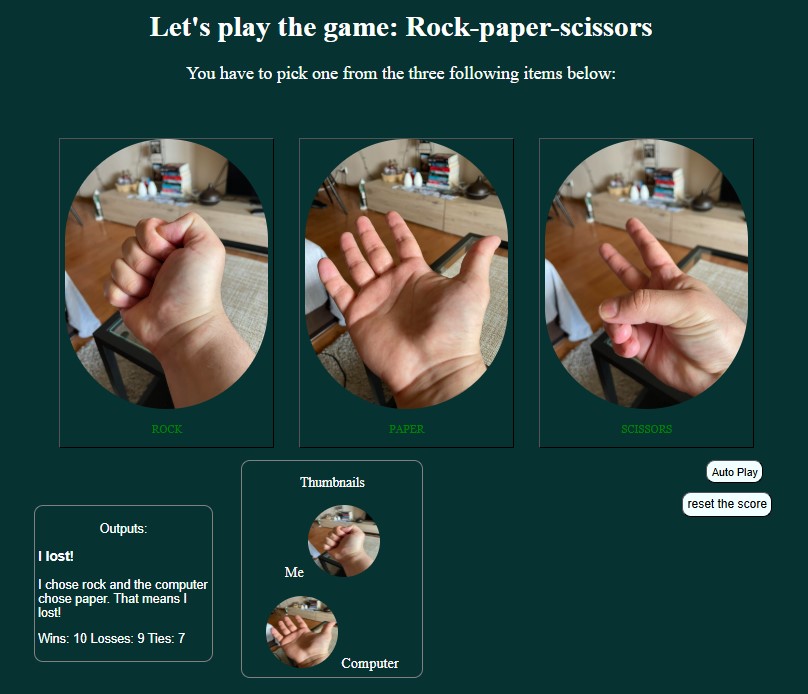 Let's play the game: Rock-paper-scissors
You have to pick one from the three following items below:
ROCK
PAPER
SCISSORS
Auto Play
reset the score
Outputs:
I lost!
I chose rock and the computer
chose paper. That means I
lost!
Wins: 10 Losses: 9 Ties: 7
Thumbnails
Me
Computer